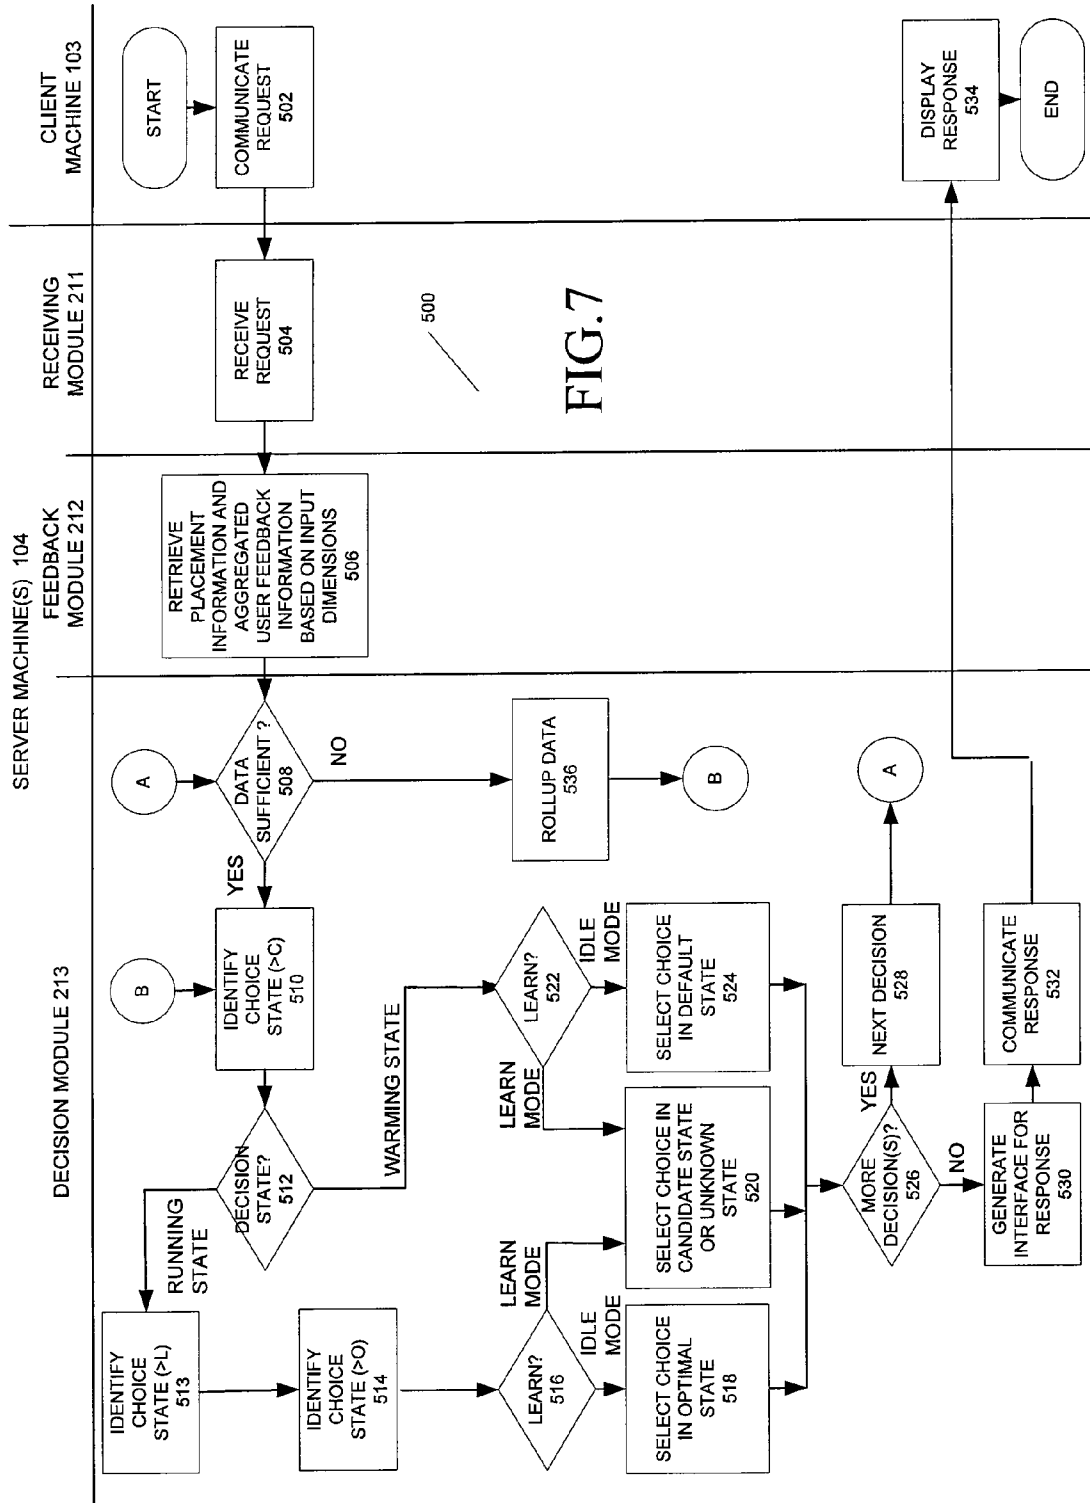 SERVER MACHINE(S) 104
DECISION MODULE 213
FEEDBACK
MODULE 212
RECEIVING
MODULE 211
CLIENT
MACHINE 103
START
COMMUNICATE
REQUEST
502
RECEIVE
REQUEST
504
RETRIEVE
PLACEMENT
INFORMATION AND
AGGREGATED
USER FEEDBACK
INFORMATION
BASED ON INPUT
DIMENSIONS
506
A
DATA
SUFFICIENT ?
508
YES
NO
ROLLUP DATA
536
B
B
IDENTIFY
CHOICE
STATE (>C)
510
DECISION
STATE?
512
RUNNING
STATE
WARMING STATE
IDENTIFY
CHOICE
STATE (>L)
513
IDENTIFY
CHOICE
STATE (>O)
514
LEARN?
516
LEARN
MODE
IDLE
MODE
LEARN?
522
LEARN
MODE
IDLE
MODE
SELECT CHOICE
IN OPTIMAL
STATE
518
SELECT CHOICE IN
CANDIDATE STATE
OR UNKNOWN
STATE
520
SELECT CHOICE
IN DEFAULT
STATE
524
MORE
DECISION(S)?
526
YES
NO
NEXT DECISION
528
A
GENERATE
INTERFACE FOR
RESPONSE
530
COMMUNICATE
RESPONSE
532
DISPLAY
RESPONSE
534
END
500
FIG.7